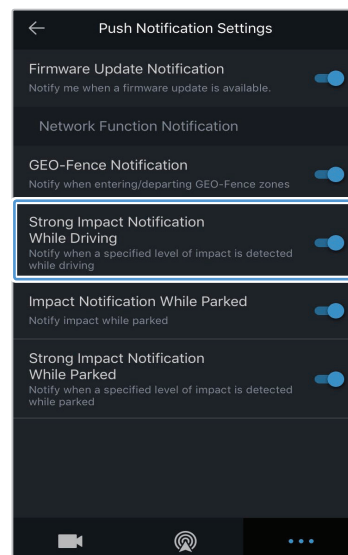 Push Notification Settings
Firmware Update Notification
Notify me when a firmware update is available.
Network Function Notification
GEO-Fence Notification
Notify when entering/departing GEO-Fence zones
Strong Impact Notification
While Driving
Notify when a specified level of impact is detected
while driving
Impact Notification While Parked
Notify impact while parked
Strong Impact Notification
While Parked
Notify when a specified level of impact is detected
while parked